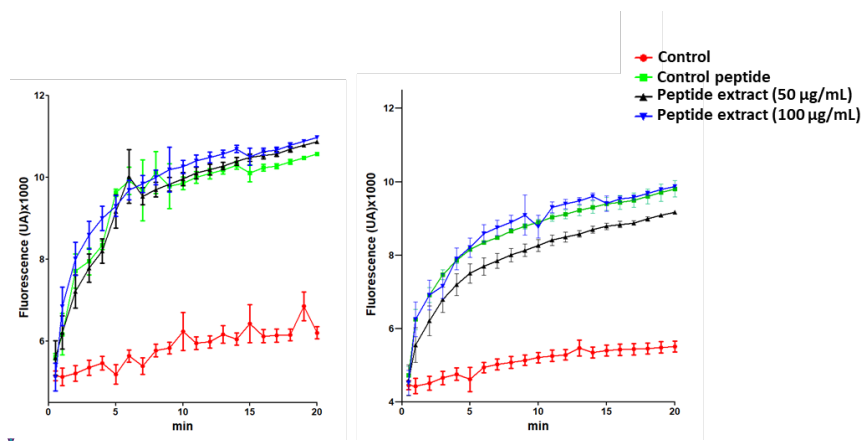 Control
Control peptide
Peptide extract (50 µg/mL)
Peptide extract (100 µg/mL)
12
10
8
6
Fluorescence (UA)x1000
0
5
10
15
20
min
12
10
8
6
4
Fluorescence (UA)x1000
0
5
10
15
20
min